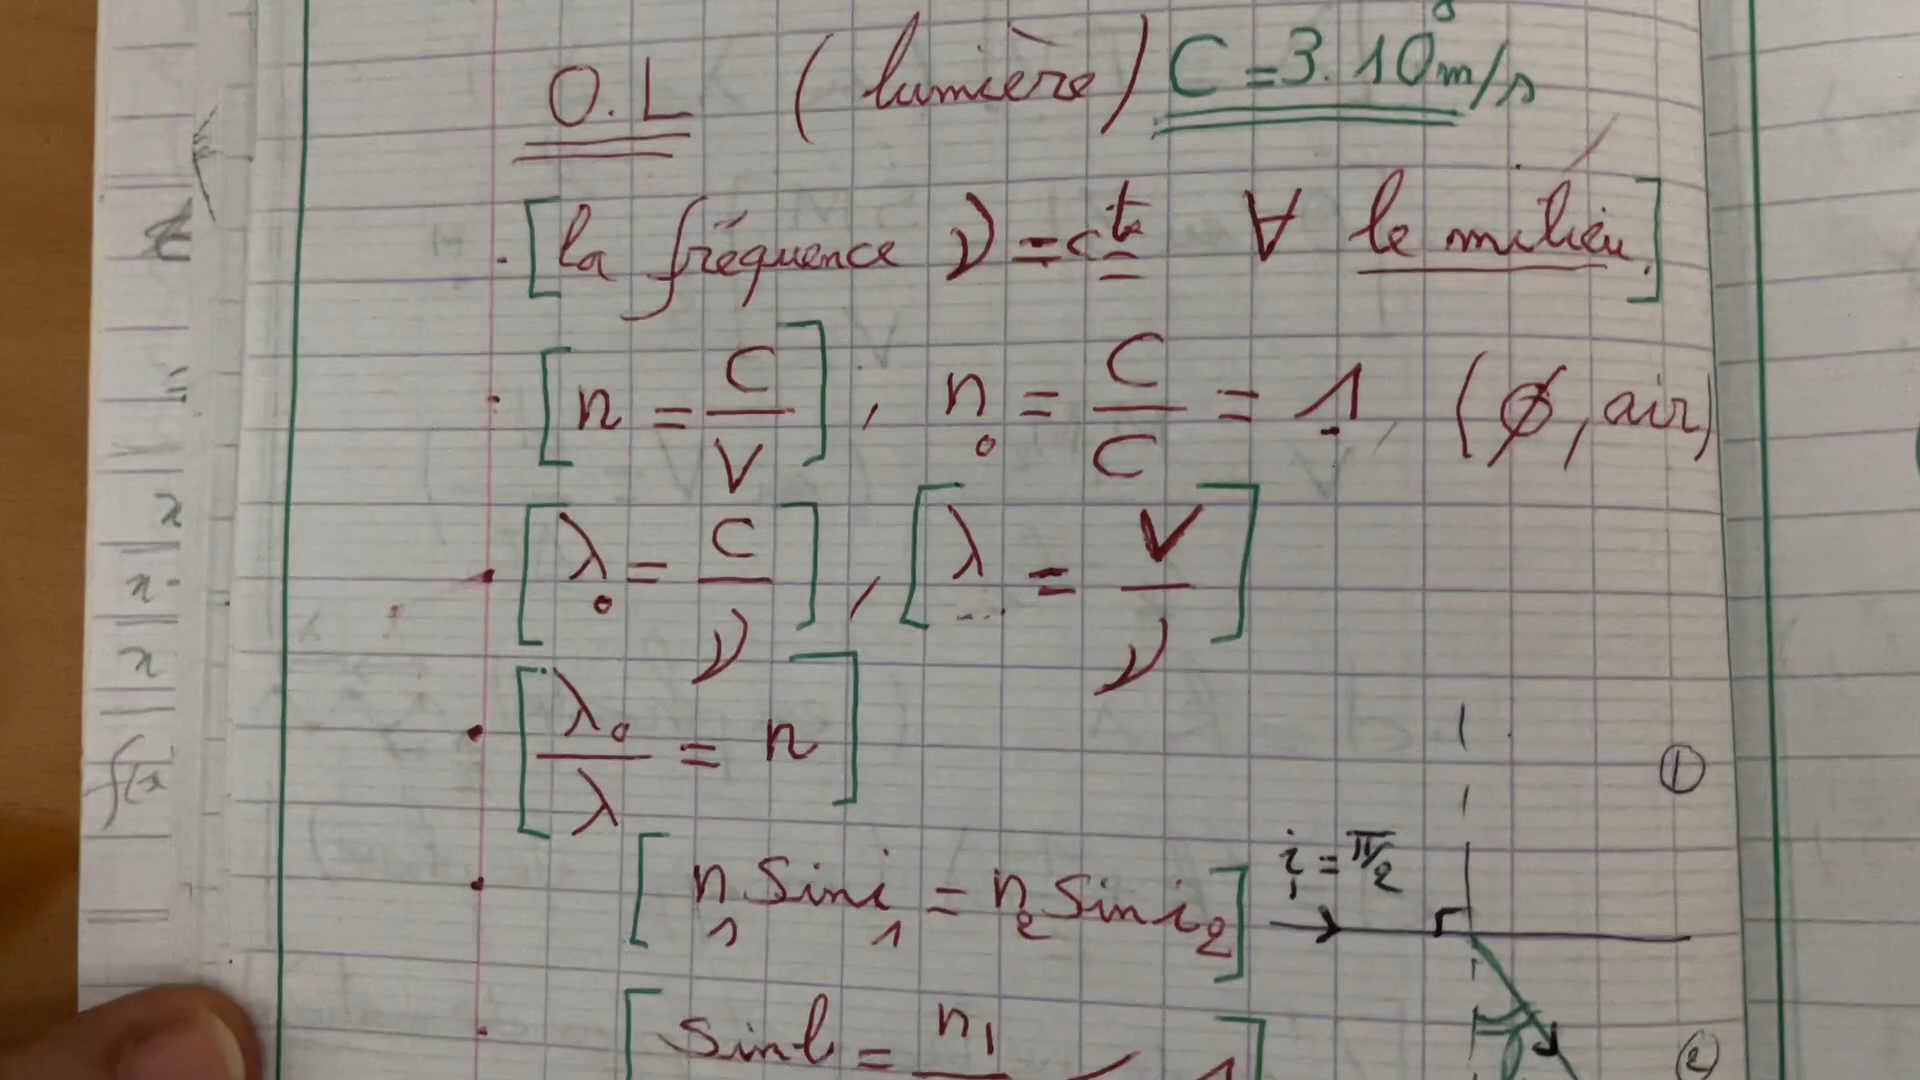 O.L (lumière) C = 3.10⁸ m/s
. [la fréquence ν = cte ∀ le milieu.]
. [n = C/V], n₀ = C/C = 1 (∅, air)
. [λ₀ = C/ν], [λ = V/ν]
. [λ₀/λ = n]
①
. [n₁ sin i₁ = n₂ sin i₂] i₁ = π/2
. [sin l = n₁
②
x
x
x
f(x